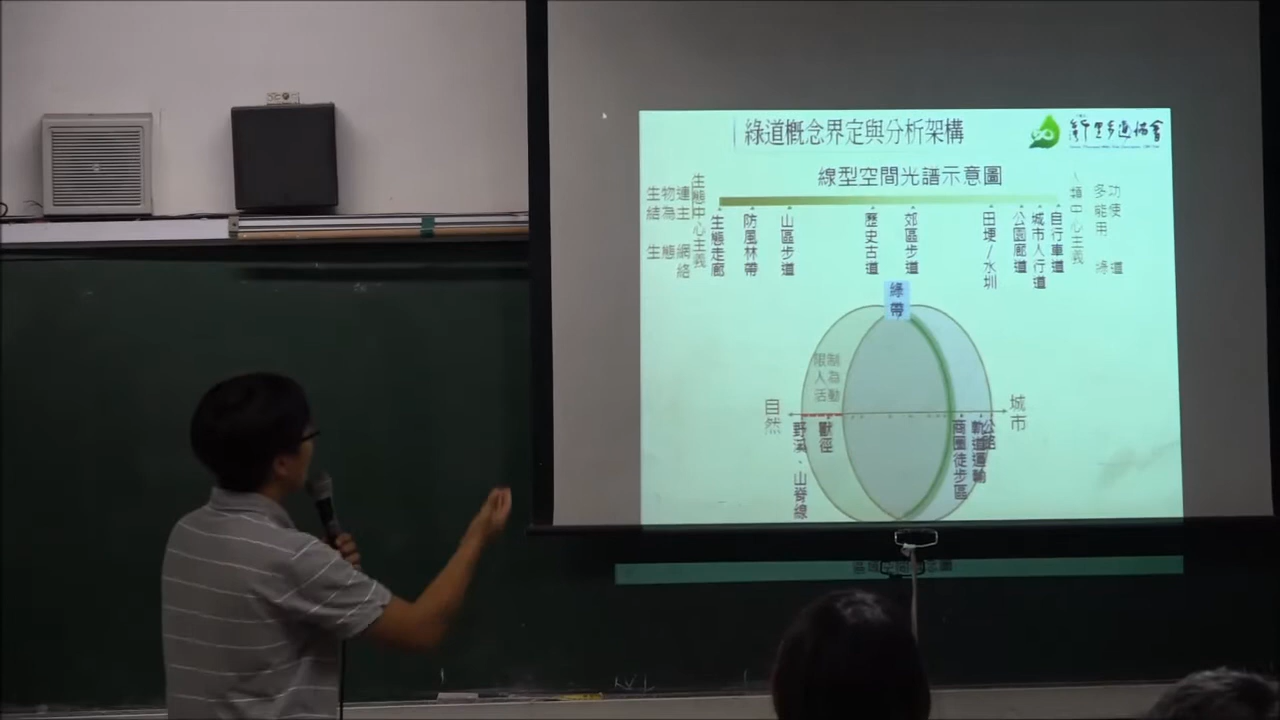 綠道概念界定與分析架構
線型空間光譜示意圖
生物連結為主
生態網絡
生態中心主義
生態走廊
防風林帶
山區步道
歷史古道
郊區步道
田埂/水圳
公園廊道
城市人行道
自行車道
人類中心主義
多功能使用
綠道
綠帶
限制人為活動
自然
城市
野溪、山脊線
獸徑
商圈徒步區
軌道運輸
公路